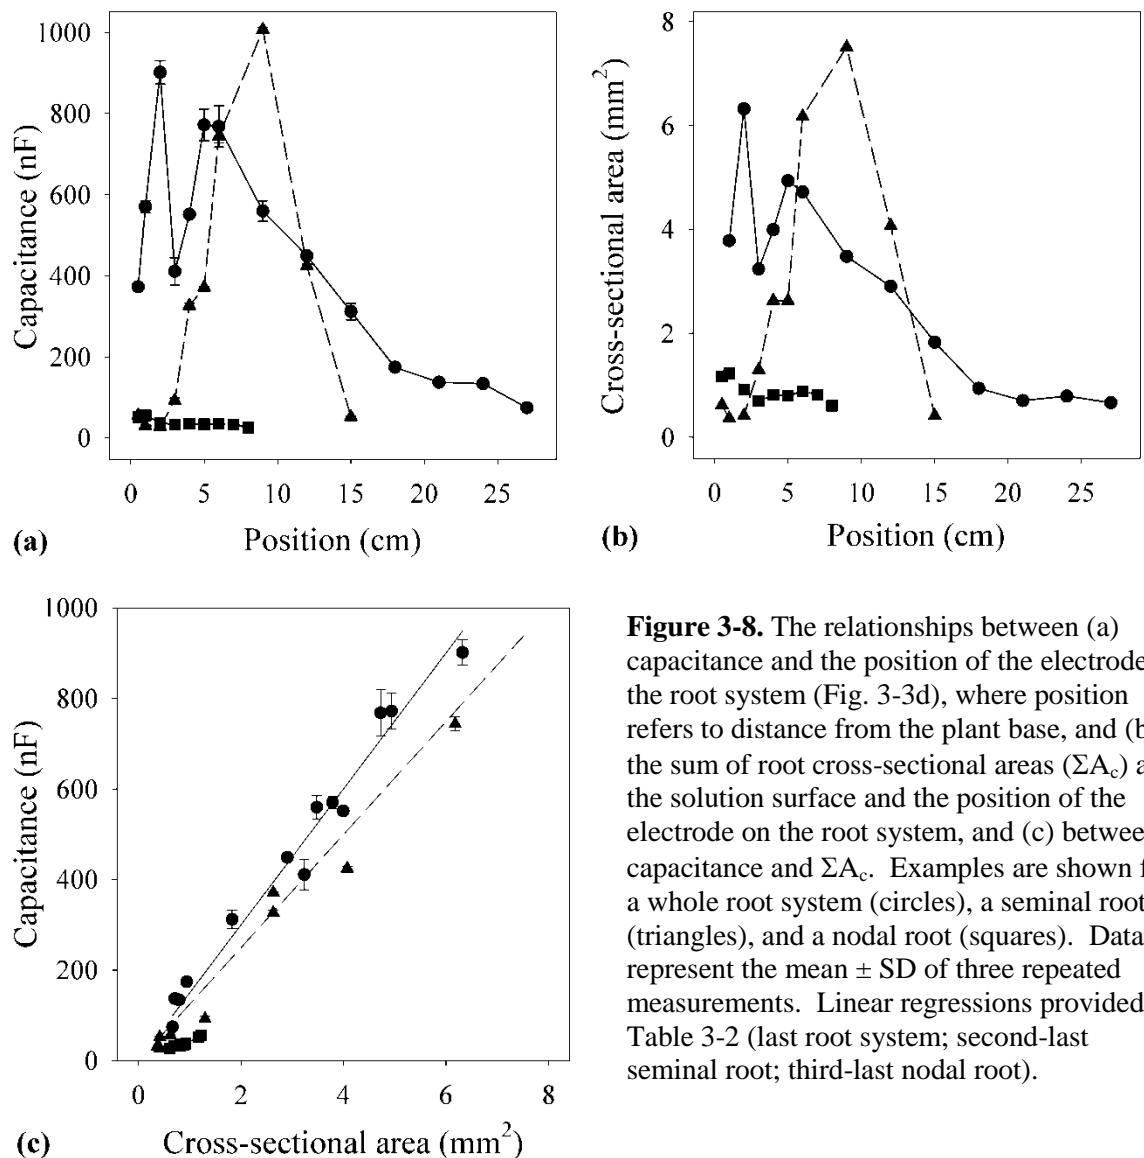 1000
800
600
400
200
0
Capacitance (nF)
0 5 10 15 20 25
(a) Position (cm)
8
6
4
2
0
Cross-sectional area (mm²)
0 5 10 15 20 25
(b) Position (cm)
1000
800
600
400
200
0
Capacitance (nF)
0 2 4 6 8
(c) Cross-sectional area (mm²)
Figure 3-8. The relationships between (a)
capacitance and the position of the electrode
the root system (Fig. 3-3d), where position
refers to distance from the plant base, and (b
the sum of root cross-sectional areas (ΣAc) a
the solution surface and the position of the
electrode on the root system, and (c) betwee
capacitance and ΣAc. Examples are shown f
a whole root system (circles), a seminal root
(triangles), and a nodal root (squares). Data
represent the mean ± SD of three repeated
measurements. Linear regressions provided
Table 3-2 (last root system; second-last
seminal root; third-last nodal root).